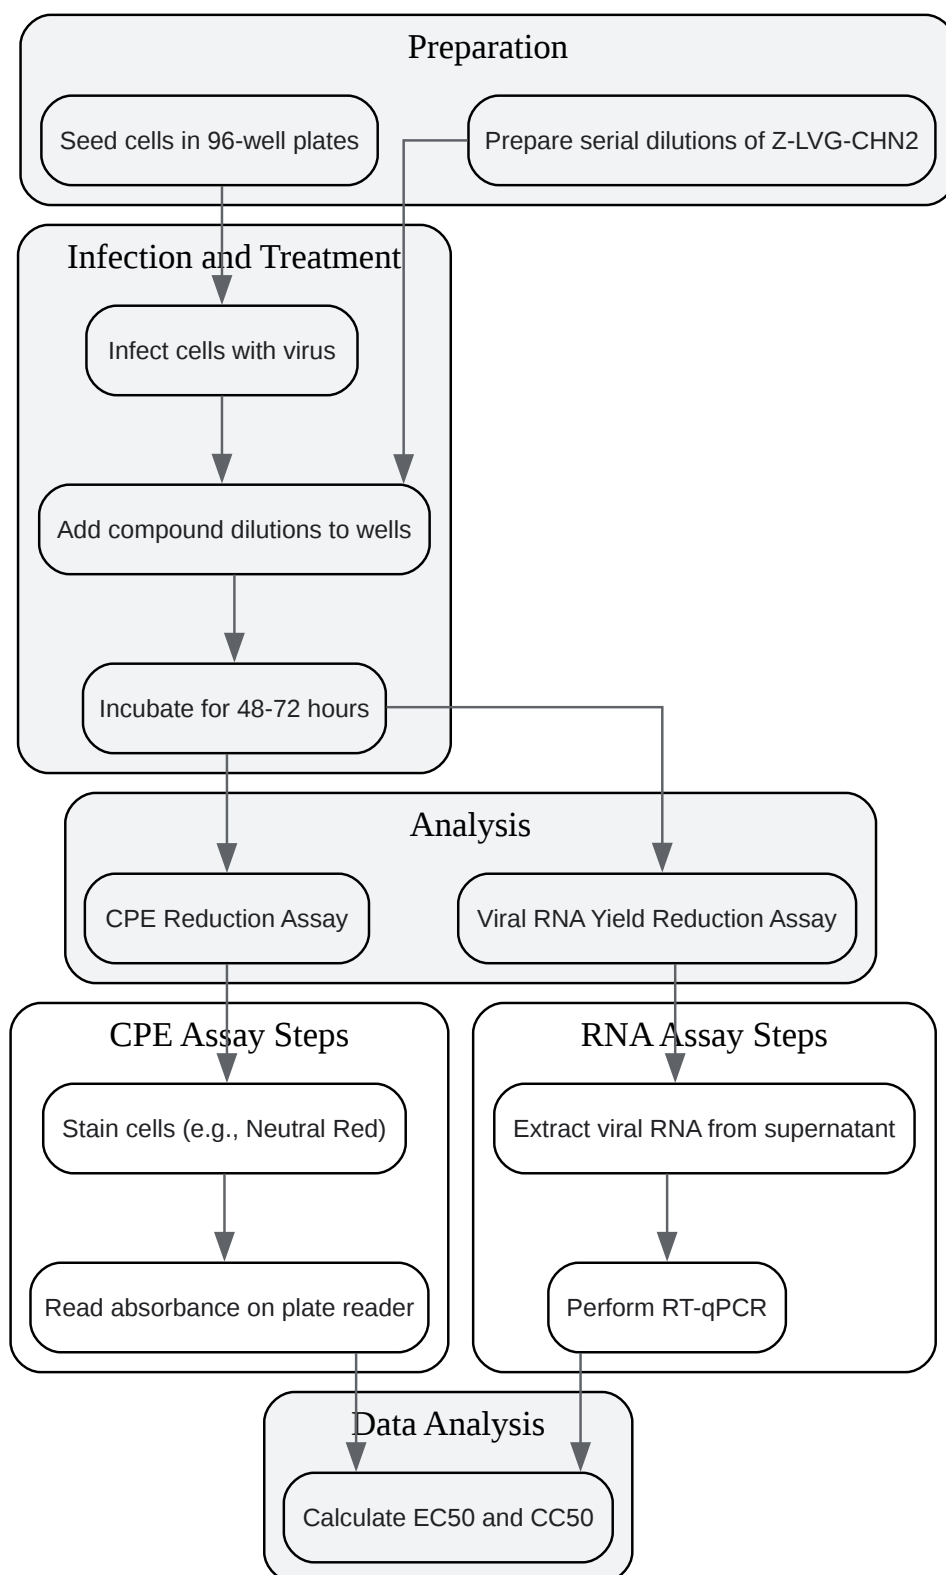 Preparation
Seed cells in 96-well plates
Prepare serial dilutions of Z-LVG-CHN2
Infection and Treatment
Infect cells with virus
Add compound dilutions to wells
Incubate for 48-72 hours
Analysis
CPE Reduction Assay
Viral RNA Yield Reduction Assay
CPE Assay Steps
RNA Assay Steps
Stain cells (e.g., Neutral Red)
Extract viral RNA from supernatant
Read absorbance on plate reader
Perform RT-qPCR
Data Analysis
Calculate EC50 and CC50